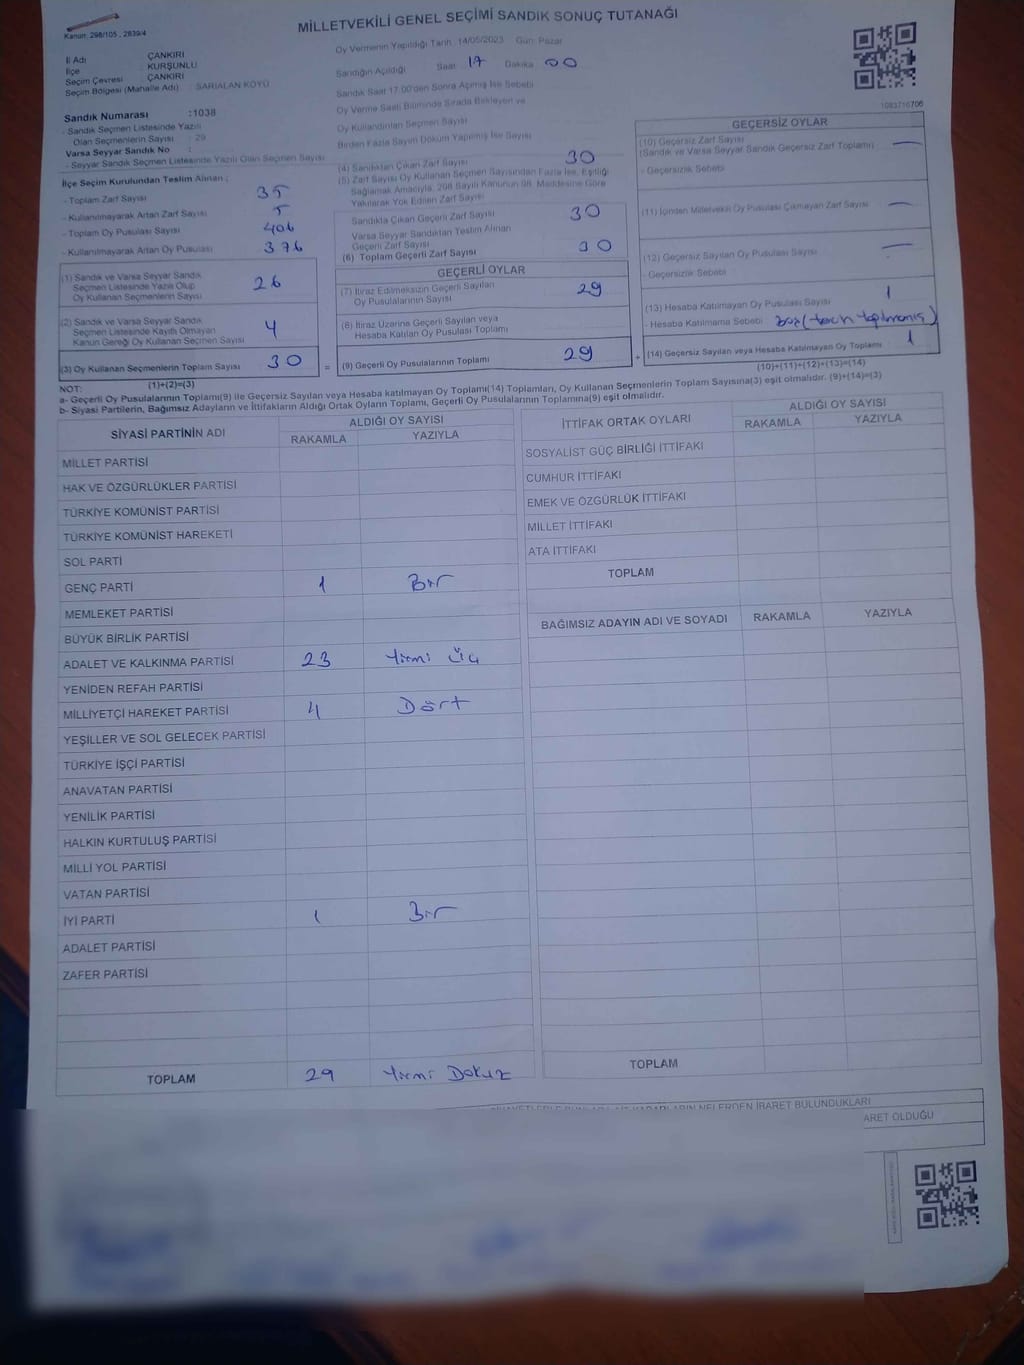 MİLLETVEKİLİ GENEL SEÇİMİ SANDIK SONUÇ TUTANAĞI
Kanun: 298/105 , 2839/4
Oy Vermenin Yapıldığı Tarih :14/05/2023 Gün: Pazar
İl Adı : ÇANKIRI
İlçe : KURŞUNLU
Seçim Çevresi : ÇANKIRI
Seçim Bölgesi (Mahalle Adı) : SARIALAN KÖYÜ
Sandığın Açıldığı Saat 17 Dakika 00
Sandık Saat 17.00'den Sonra Açılmış İse Sebebi
Oy Verme Saati Bitiminde Sırada Bekleyen ve
Oy Kullandırılan Seçmen Sayısı
Birden Fazla Sayım Döküm Yapılmış İse Sayısı
1083716706
Sandık Numarası :1038
- Sandık Seçmen Listesinde Yazılı
Olan Seçmenlerin Sayısı : 29
Varsa Seyyar Sandık No :
- Seyyar Sandık Seçmen Listesinde Yazılı Olan Seçmen Sayısı
İlçe Seçim Kurulundan Teslim Alınan ;
- Toplam Zarf Sayısı 35
- Kullanılmayarak Artan Zarf Sayısı 5
- Toplam Oy Pusulası Sayısı 406
- Kullanılmayarak Artan Oy Pusulası 376
(1) Sandık ve Varsa Seyyar Sandık
Seçmen Listesinde Yazılı Olup
Oy Kullanan Seçmenlerin Sayısı 26
(2) Sandık ve Varsa Seyyar Sandık
Seçmen Listesinde Kayıtlı Olmayan
Kanun Gereği Oy Kullanan Seçmen Sayısı 4
(3) Oy Kullanan Seçmenlerin Toplam Sayısı 30
(1)+(2)=(3)
(4) Sandıktan Çıkan Zarf Sayısı 30
(5) Zarf Sayısı Oy Kullanan Seçmen Sayısından Fazla İse, Eşitliği
Sağlamak Amacıyla, 298 Sayılı Kanunun 98. Maddesine Göre
Yakılarak Yok Edilen Zarf Sayısı
Sandıkta Çıkan Geçerli Zarf Sayısı 30
Varsa Seyyar Sandıktan Teslim Alınan
Geçerli Zarf Sayısı
(6) Toplam Geçerli Zarf Sayısı 30
GEÇERLİ OYLAR
(7) İtiraz Edilmeksizin Geçerli Sayılan
Oy Pusulalarının Sayısı 29
(8) İtiraz Üzerine Geçerli Sayılan veya
Hesaba Katılan Oy Pusulası Toplamı
= (9) Geçerli Oy Pusulalarının Toplamı 29 +
GEÇERSİZ OYLAR
(10) Geçersiz Zarf Sayısı
(Sandık ve Varsa Seyyar Sandık Geçersiz Zarf Toplamı) —
- Geçersizlik Sebebi
(11) İçinden Milletvekili Oy Pusulası Çıkmayan Zarf Sayısı —
(12) Geçersiz Sayılan Oy Pusulası Sayısı —
- Geçersizlik Sebebi
(13) Hesaba Katılmayan Oy Pusulası Sayısı 1
- Hesaba Katılmama Sebebi
(14) Geçersiz Sayılan veya Hesaba Katılmayan Oy Toplamı 1
(10)+(11)+(12)+(13)=(14)
NOT:
a- Geçerli Oy Pusulalarının Toplamı(9) ile Geçersiz Sayılan veya Hesaba katılmayan Oy Toplamı(14) Toplamları, Oy Kullanan Seçmenlerin Toplam Sayısına(3) eşit olmalıdır. (9)+(14)=(3)
b- Siyasi Partilerin, Bağımsız Adayların ve İttifakların Aldığı Ortak Oyların Toplamı, Geçerli Oy Pusulalarının Toplamına(9) eşit olmalıdır.
SİYASİ PARTİNİN ADI
ALDIĞI OY SAYISI
RAKAMLA YAZIYLA
MİLLET PARTİSİ
HAK VE ÖZGÜRLÜKLER PARTİSİ
TÜRKİYE KOMÜNİST PARTİSİ
TÜRKİYE KOMÜNİST HAREKETİ
SOL PARTİ
GENÇ PARTİ 1 Bir
MEMLEKET PARTİSİ
BÜYÜK BİRLİK PARTİSİ
ADALET VE KALKINMA PARTİSİ 23 Yirmi Üç
YENİDEN REFAH PARTİSİ
MİLLİYETÇİ HAREKET PARTİSİ 4 Dört
YEŞİLLER VE SOL GELECEK PARTİSİ
TÜRKİYE İŞÇİ PARTİSİ
ANAVATAN PARTİSİ
YENİLİK PARTİSİ
HALKIN KURTULUŞ PARTİSİ
MİLLİ YOL PARTİSİ
VATAN PARTİSİ
İYİ PARTİ 1 Bir
ADALET PARTİSİ
ZAFER PARTİSİ
TOPLAM 29 Yirmi Dokuz
İTTİFAK ORTAK OYLARI
ALDIĞI OY SAYISI
RAKAMLA YAZIYLA
SOSYALİST GÜÇ BİRLİĞİ İTTİFAKI
CUMHUR İTTİFAKI
EMEK VE ÖZGÜRLÜK İTTİFAKI
MİLLET İTTİFAKI
ATA İTTİFAKI
TOPLAM
BAĞIMSIZ ADAYIN ADI VE SOYADI RAKAMLA YAZIYLA
TOPLAM
NELERDEN İBARET BULUNDUKLARI
ARET OLDUĞU